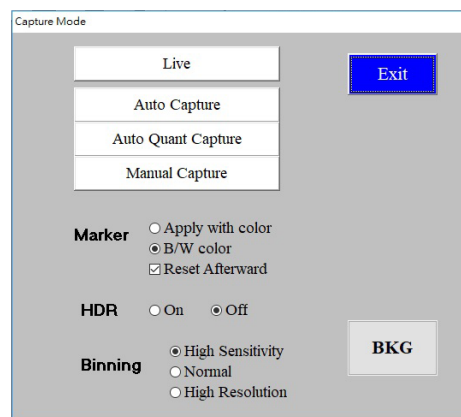 Capture Mode
Live
Exit
Auto Capture
Auto Quant Capture
Manual Capture
Marker
Apply with color
B/W color
Reset Afterward
HDR
On
Off
Binning
High Sensitivity
Normal
High Resolution
BKG